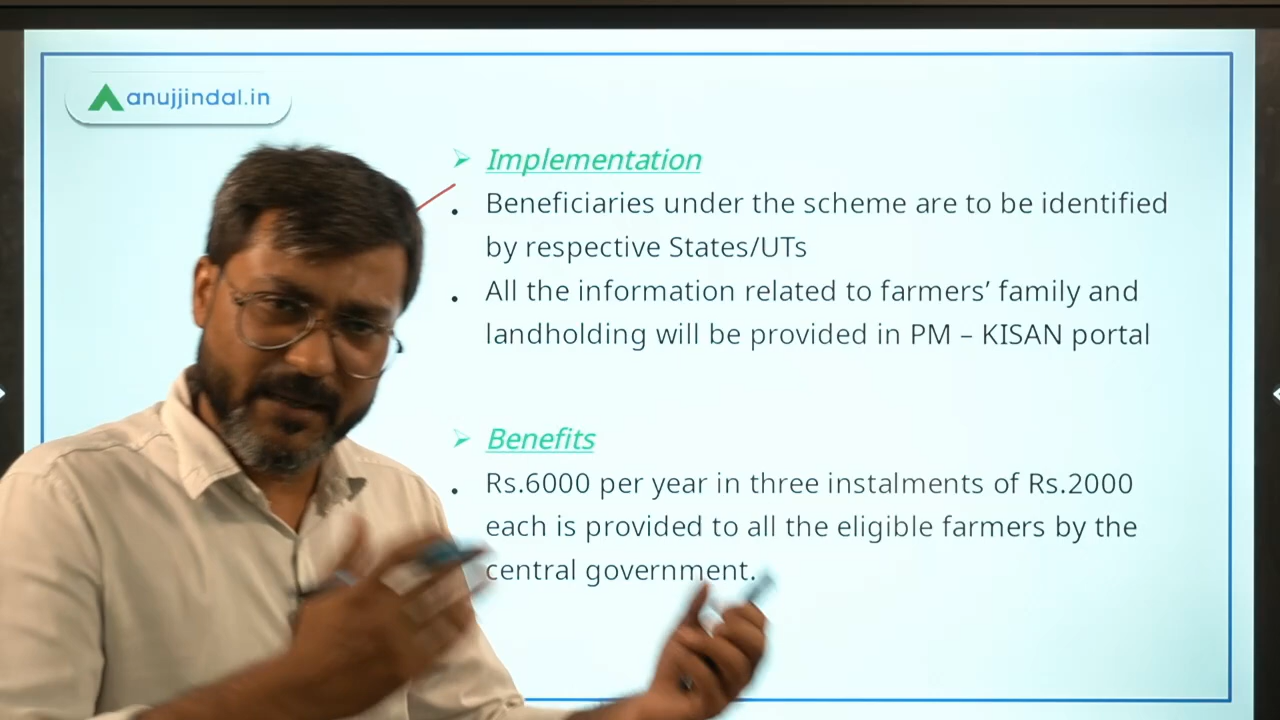 anujjindal.in
➢ Implementation
• Beneficiaries under the scheme are to be identified
by respective States/UTs
• All the information related to farmers’ family and
landholding will be provided in PM – KISAN portal
➢ Benefits
• Rs.6000 per year in three instalments of Rs.2000
each is provided to all the eligible farmers by the
central government.